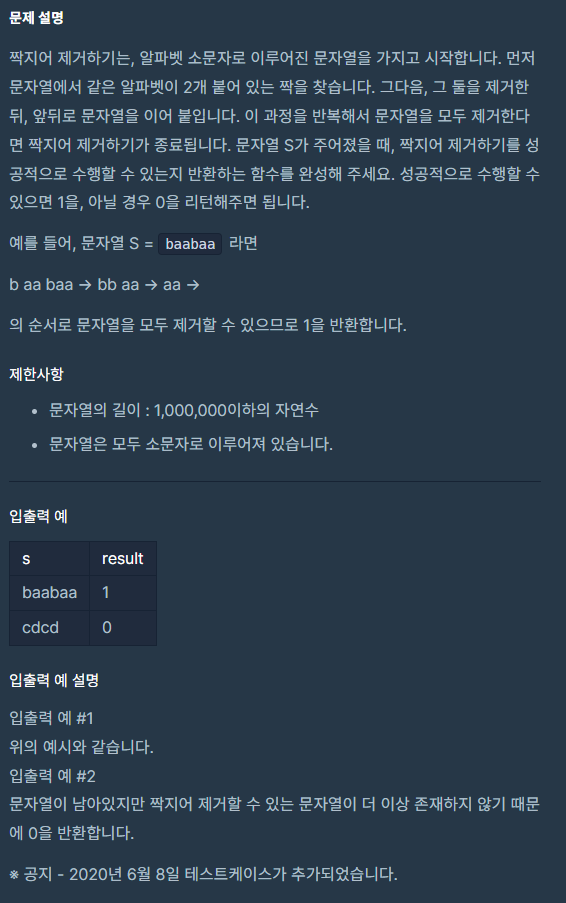 문제 설명
짝지어 제거하기는, 알파벳 소문자로 이루어진 문자열을 가지고 시작합니다. 먼저
문자열에서 같은 알파벳이 2개 붙어 있는 짝을 찾습니다. 그다음, 그 둘을 제거한
뒤, 앞뒤로 문자열을 이어 붙입니다. 이 과정을 반복해서 문자열을 모두 제거한다
면 짝지어 제거하기가 종료됩니다. 문자열 S가 주어졌을 때, 짝지어 제거하기를 성
공적으로 수행할 수 있는지 반환하는 함수를 완성해 주세요. 성공적으로 수행할 수
있으면 1을, 아닐 경우 0을 리턴해주면 됩니다.
예를 들어, 문자열 S = baabaa 라면
b aa baa → bb aa → aa →
의 순서로 문자열을 모두 제거할 수 있으므로 1을 반환합니다.
제한사항
• 문자열의 길이 : 1,000,000이하의 자연수
• 문자열은 모두 소문자로 이루어져 있습니다.
입출력 예
s result
baabaa 1
cdcd 0
입출력 예 설명
입출력 예 #1
위의 예시와 같습니다.
입출력 예 #2
문자열이 남아있지만 짝지어 제거할 수 있는 문자열이 더 이상 존재하지 않기 때문
에 0을 반환합니다.
※ 공지 - 2020년 6월 8일 테스트케이스가 추가되었습니다.